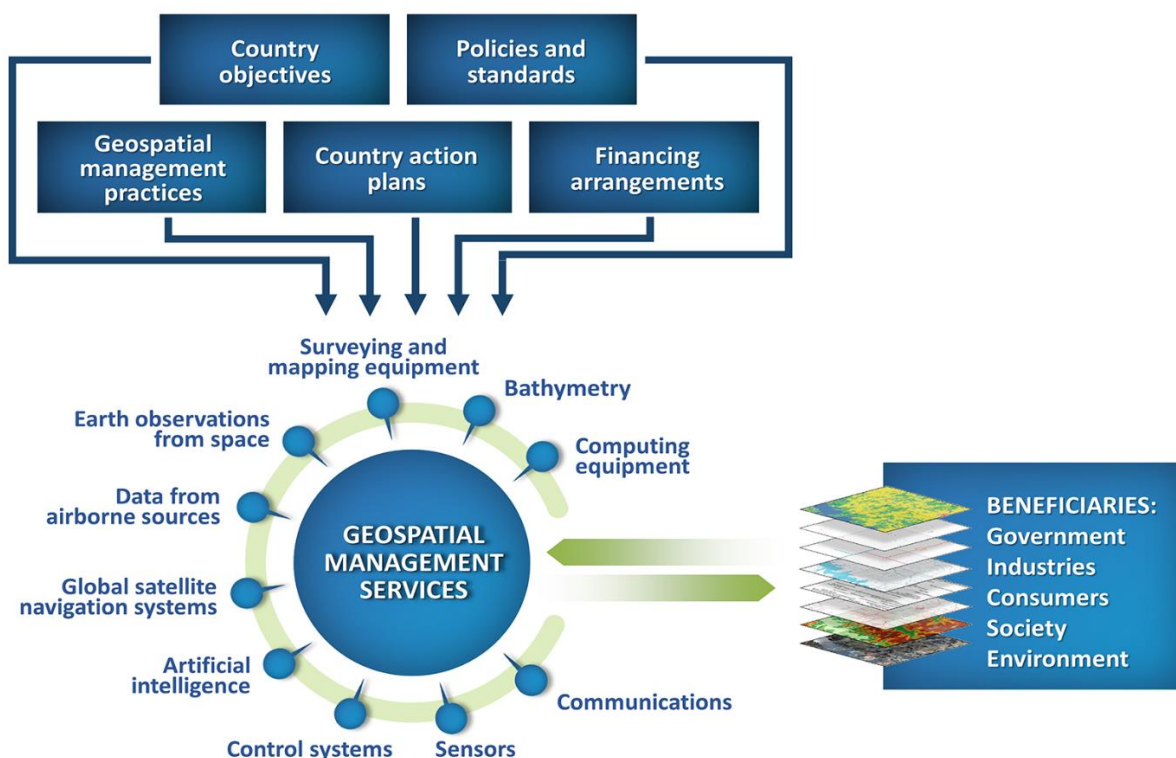 Country
objectives
Policies and
standards
Geospatial
management
practices
Country action
plans
Financing
arrangements
Surveying and
mapping equipment
Bathymetry
Earth observations
from space
Computing
equipment
Data from
airborne sources
GEOSPATIAL
MANAGEMENT
SERVICES
BENEFICIARIES:
Government
Industries
Consumers
Society
Environment
Global satellite
navigation systems
Artificial
intelligence
Communications
Control systems
Sensors